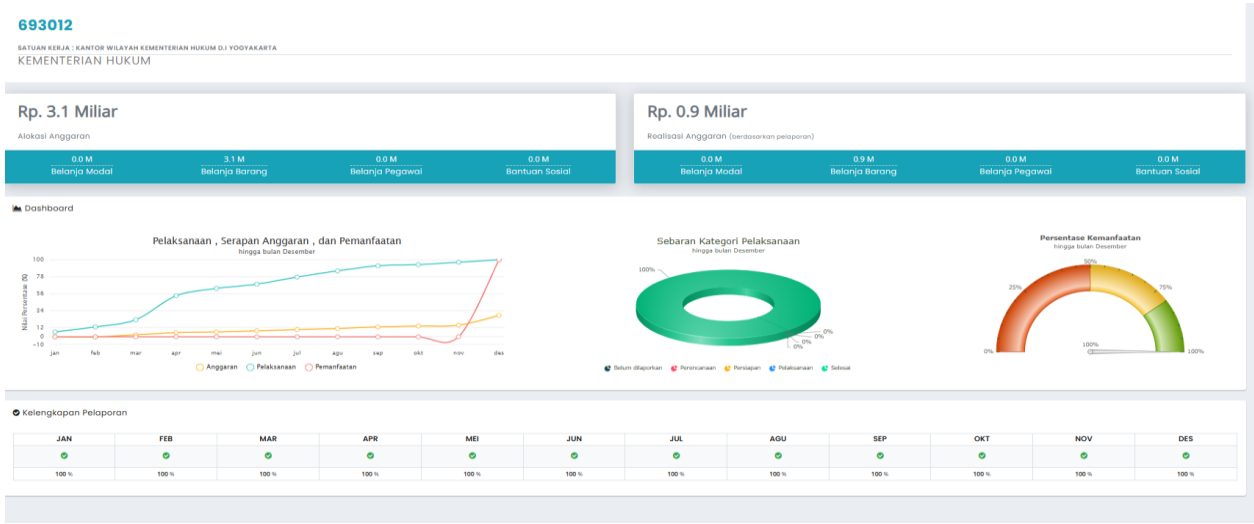 693012
SATUAN KERJA : KANTOR WILAYAH KEMENTERIAN HUKUM D.I YOGYAKARTA
KEMENTERIAN HUKUM
Rp. 3.1 Miliar
Alokasi Anggaran
0.0 M 3.1 M 0.0 M 0.0 M
Belanja Modal Belanja Barang Belanja Pegawai Bantuan Sosial
Rp. 0.9 Miliar
Realisasi Anggaran (berdasarkan pelaporan)
0.0 M 0.9 M 0.0 M 0.0 M
Belanja Modal Belanja Barang Belanja Pegawai Bantuan Sosial
Dashboard
Pelaksanaan , Serapan Anggaran , dan Pemanfaatan
hingga bulan Desember
Nilai Persentase (%)
100
78
56
34
12
0
-10
jan feb mar apr mei jun jul agu sep okt nov des
Anggaran Pelaksanaan Pemanfaatan
Sebaran Kategori Pelaksanaan
hingga bulan Desember
100%
0%
0%
0%
0%
Belum dilaporkan Perencanaan Persiapan Pelaksanaan Selesai
Persentase Kemanfaatan
hingga bulan Desember
50%
25% 75%
100%
0% 100%
Kelengkapan Pelaporan
JAN FEB MAR APR MEI JUN JUL AGU SEP OKT NOV DES
100 % 100 % 100 % 100 % 100 % 100 % 100 % 100 % 100 % 100 % 100 % 100 %